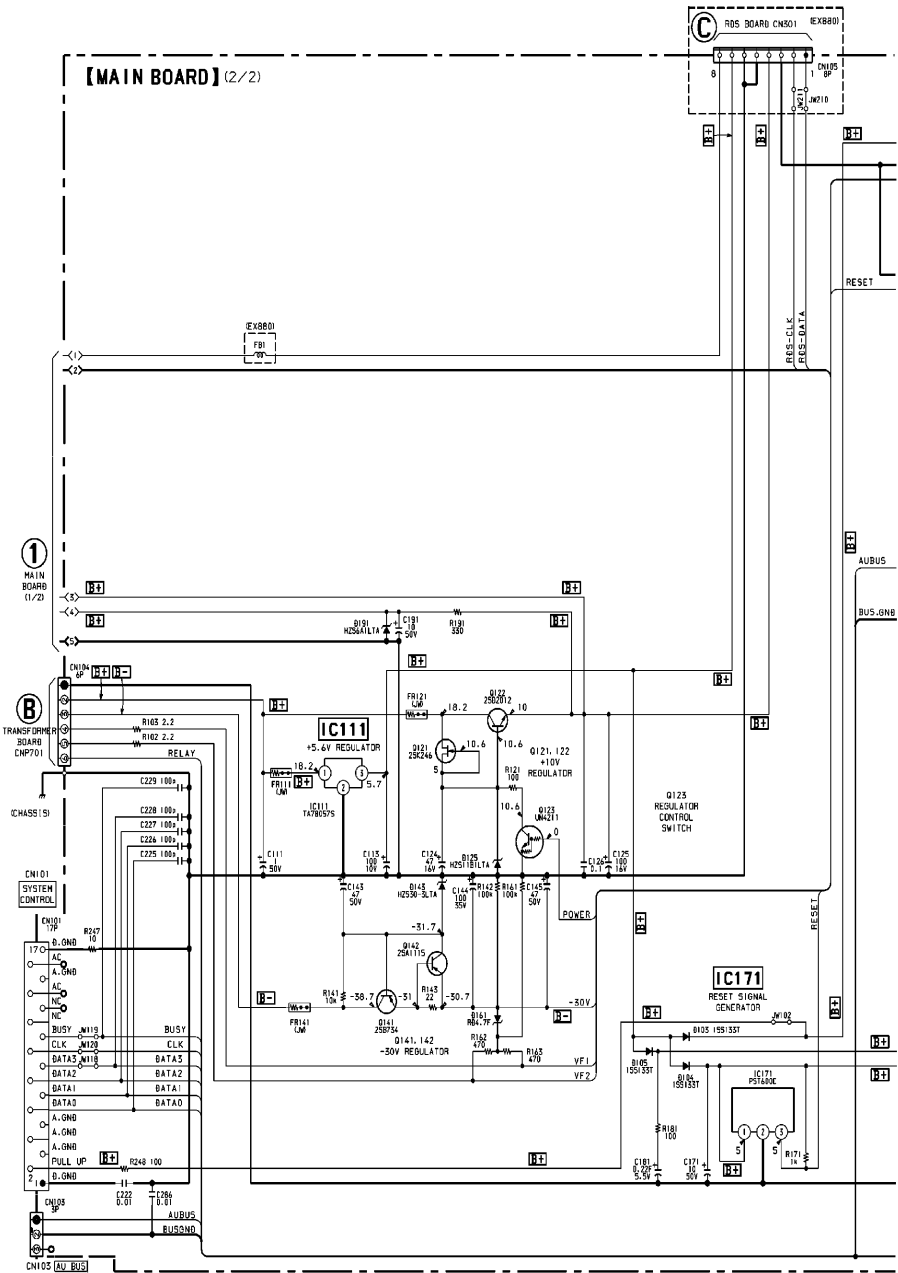 C RDS BOARD CN301 (EX880)
8 1 CN105 8P
JW211 JW210
【MAIN BOARD】(2/2)
B+ B+ B+
RESET
RDS-CLK
RDS-DATA
(EX880)
FB1
(1)
(2)
1
MAIN BOARD (1/2)
B+ B+ B+
(3)
(4)
(5)
B+ B+
AUBUS
BUS.GND
D191 HZS6A1LTA
C191 10 50V
R191 330
CN104 6P
B+ B-
B
TRANSFORMER BOARD CNP701
R103 2.2
R102 2.2
RELAY
B+ B+ B+ B+
FR121 (JW)
18.2
Q122 2SD2012
10
IC111
+5.6V REGULATOR
Q121 2SK246
10.6
5
10.6
Q121,122 +10V REGULATOR
18.2
1 3
2
5.7
FR111 (JW)
B+
R121 100
IC111 TA78057S
10.6
Q123 UN4211
0
Q123 REGULATOR CONTROL SWITCH
(CHASSIS)
C229 100p
C228 100p
C227 100p
C226 100p
C225 100p
C111 1 50V
C113 100 10V
C124 47 16V
D125 HZS11B1LTA
C126 0.1
C125 100 16V
CN101
SYSTEM CONTROL
C143 47 50V
D143 HZS30-3LTA
C144 100 35V
R142 100k
R161 100k
C145 47 50V
POWER
B+
RESET
CN101 17P
R247 10
17
D.GND
AC
A.GND
AC
NC
NC
BUSY JW119 BUSY
CLK JW120 CLK
DATA3 JW118 DATA3
DATA2 DATA2
DATA1 DATA1
DATA0 DATA0
A.GND
A.GND
A.GND
PULL UP B+ R248 100
2
1
D.GND
C222 0.01
C286 0.01
-31.7
Q142 2SA1115
B-
R141 10k
-38.7
-31
R143 22
-30.7
-30V
B-
FR141 (JW)
Q141 2SB734
D161 RD4.7F
Q141,142 -30V REGULATOR
R162 470
R163 470
VF1
VF2
IC171
RESET SIGNAL GENERATOR
B+ B+
JW102
D103 1SS133T
B+
D105 1SS133T
D104 1SS133T
B+
IC171 PST600E
R181 100
1 2 3
5 5
R171 1k
B+
B+
C181 0.22F 5.5V
C171 10 50V
CN103 3P
AUBUS
BUSGND
CN103 AU BUS